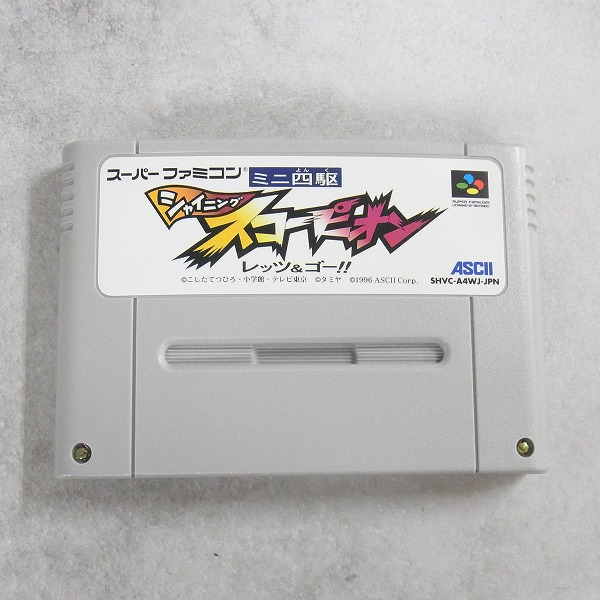 スーパーファミコン® ミニ四駆
よんく
シャイニング
スコーピオン
レッツ&ゴー!!
©こしたてつひろ・小学館・テレビ東京 ©タミヤ ©1996 ASCII Corp.
SUPER FAMICOM
LICENSED BY NINTENDO
ASCII
SHVC-A4WJ-JPN